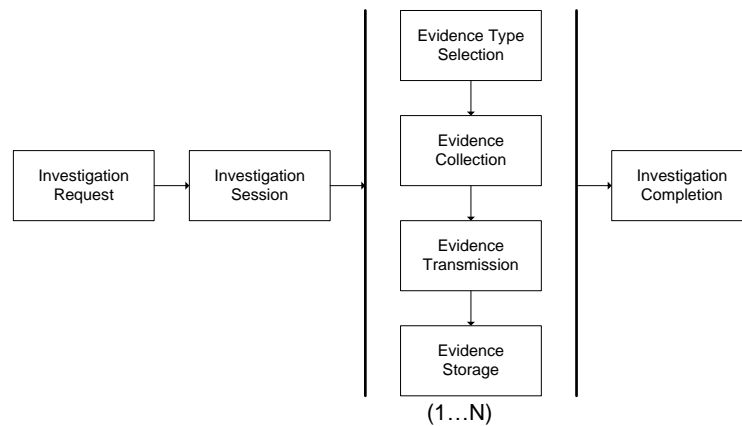 Investigation
Request
Investigation
Session
Evidence Type
Selection
Evidence
Collection
Evidence
Transmission
Evidence
Storage
(1…N)
Investigation
Completion